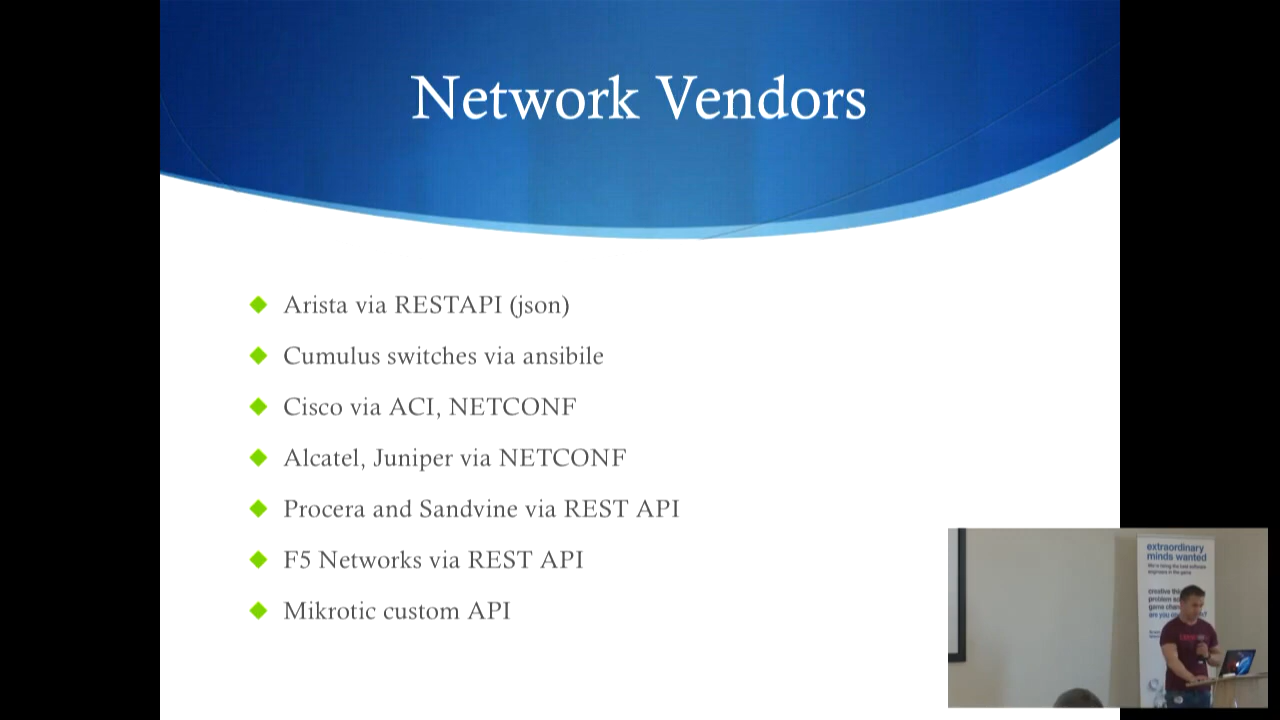 Network Vendors
Arista via RESTAPI (json)
Cumulus switches via ansibile
Cisco via ACI, NETCONF
Alcatel, Juniper via NETCONF
Procera and Sandvine via REST API
F5 Networks via REST API
Mikrotic custom API
extraordinary
minds wanted